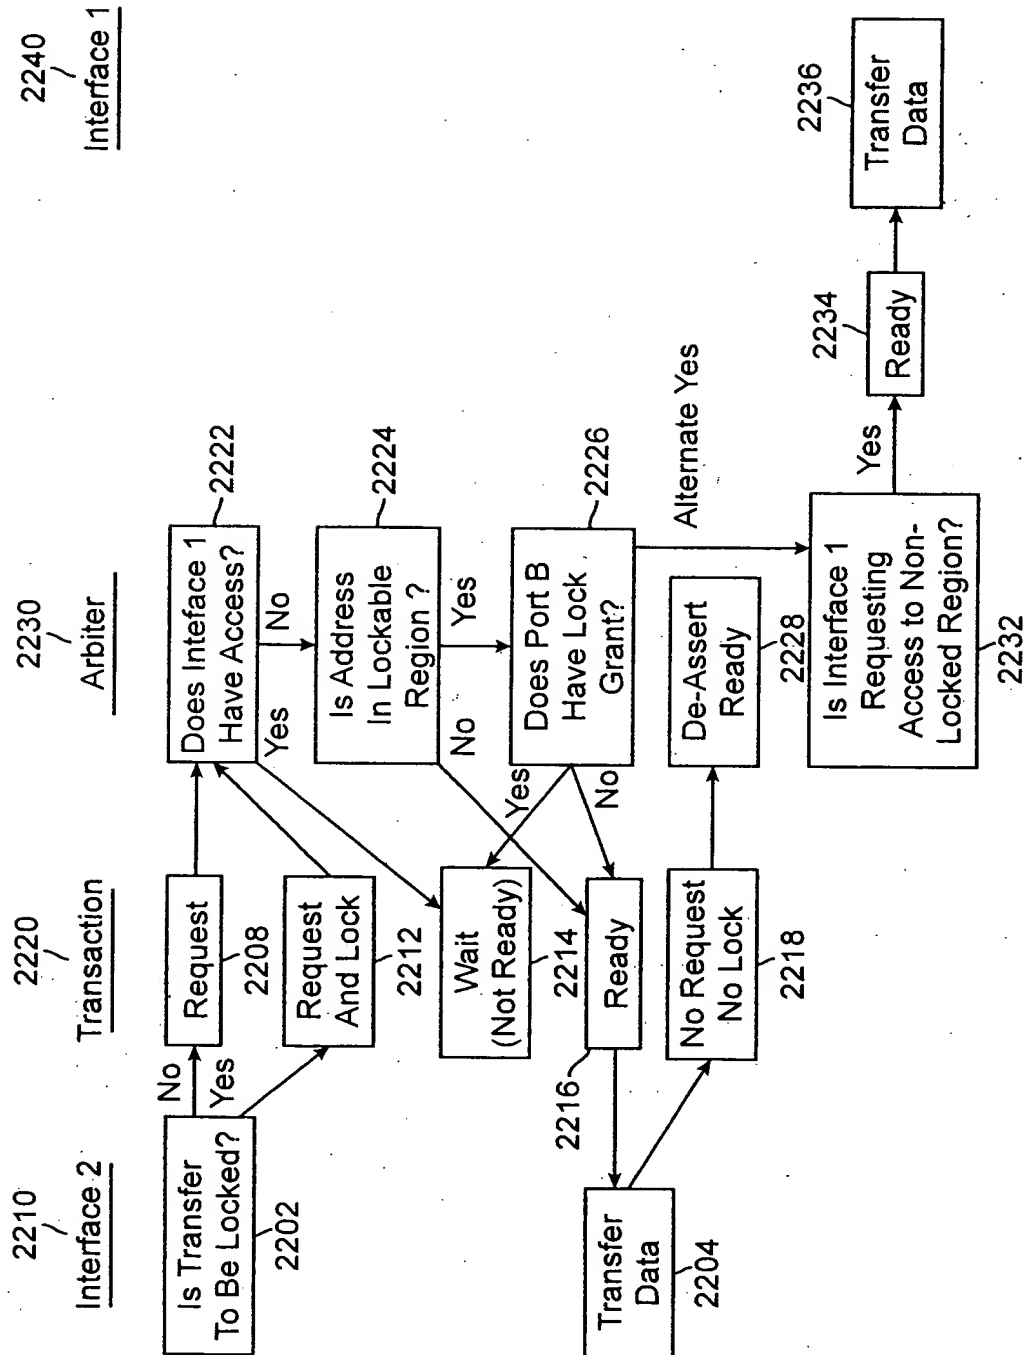 2210
Interface 2
2220
Transaction
2230
Arbiter
2240
Interface 1
Is Transfer
To Be Locked?
2202
No
Yes
Request
2208
Request
And Lock
2212
Does Inteface 1
Have Access?
2222
No
Yes
Is Address
In Lockable
Region ?
2224
Yes
No
Does Port B
Have Lock
Grant?
2226
Yes
No
Alternate Yes
Wait
(Not Ready)
2214
Ready
2216
Transfer
Data
2204
No Request
No Lock
2218
De-Assert
Ready
2228
Is Interface 1
Requesting
Access to Non-
Locked Region?
2232
Yes
Ready
2234
Transfer
Data
2236